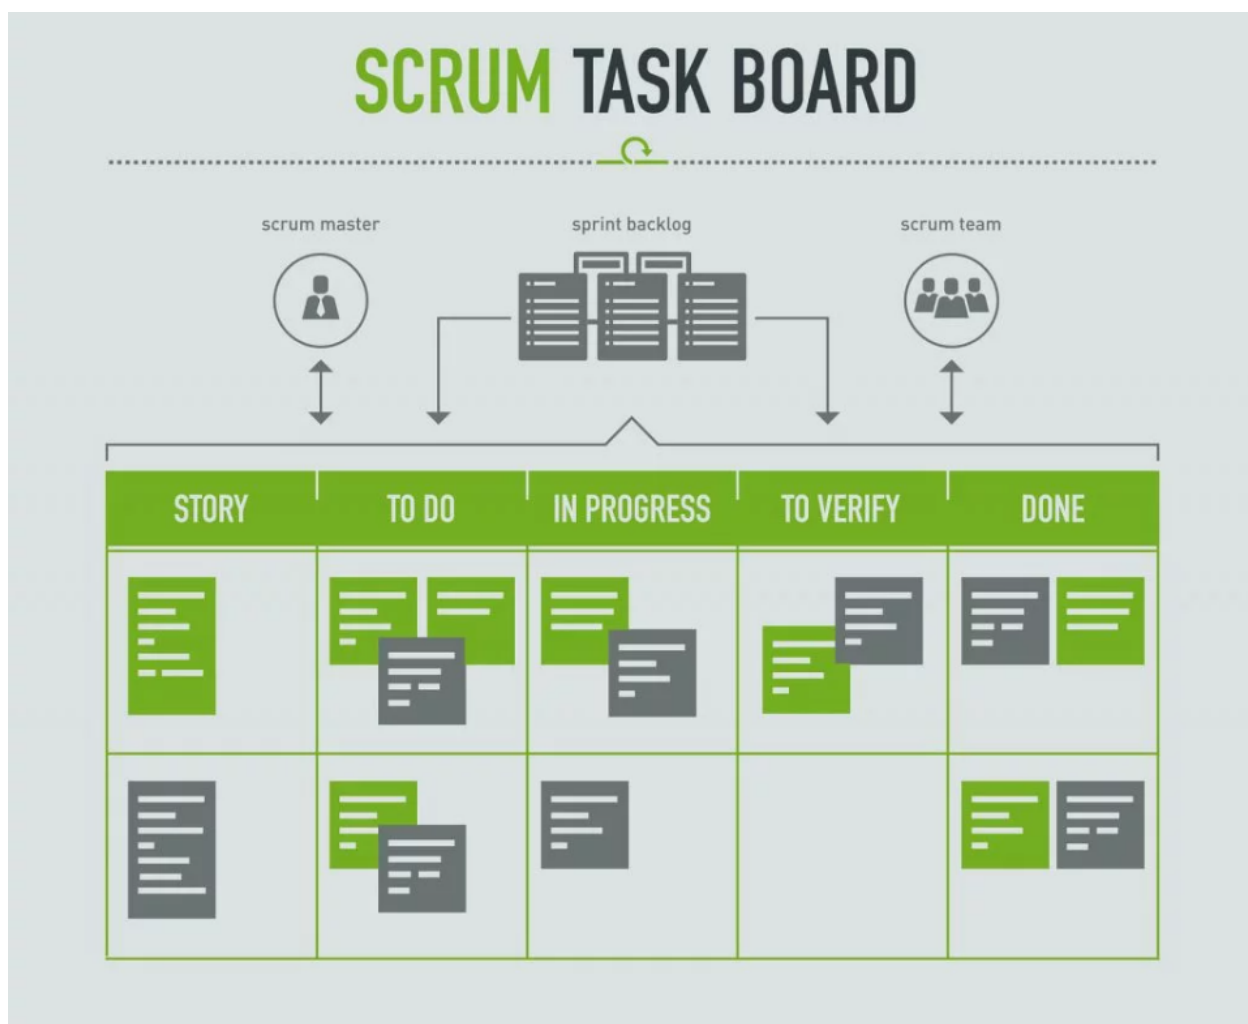 SCRUM TASK BOARD
scrum master
sprint backlog
scrum team
STORY
TO DO
IN PROGRESS
TO VERIFY
DONE